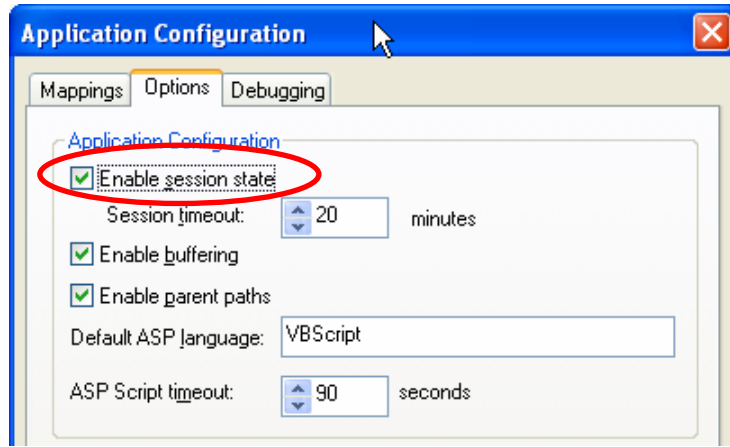 Application Configuration
Mappings Options Debugging
Application Configuration
Enable session state
Session timeout: 20 minutes
Enable buffering
Enable parent paths
Default ASP language: VBScript
ASP Script timeout: 90 seconds